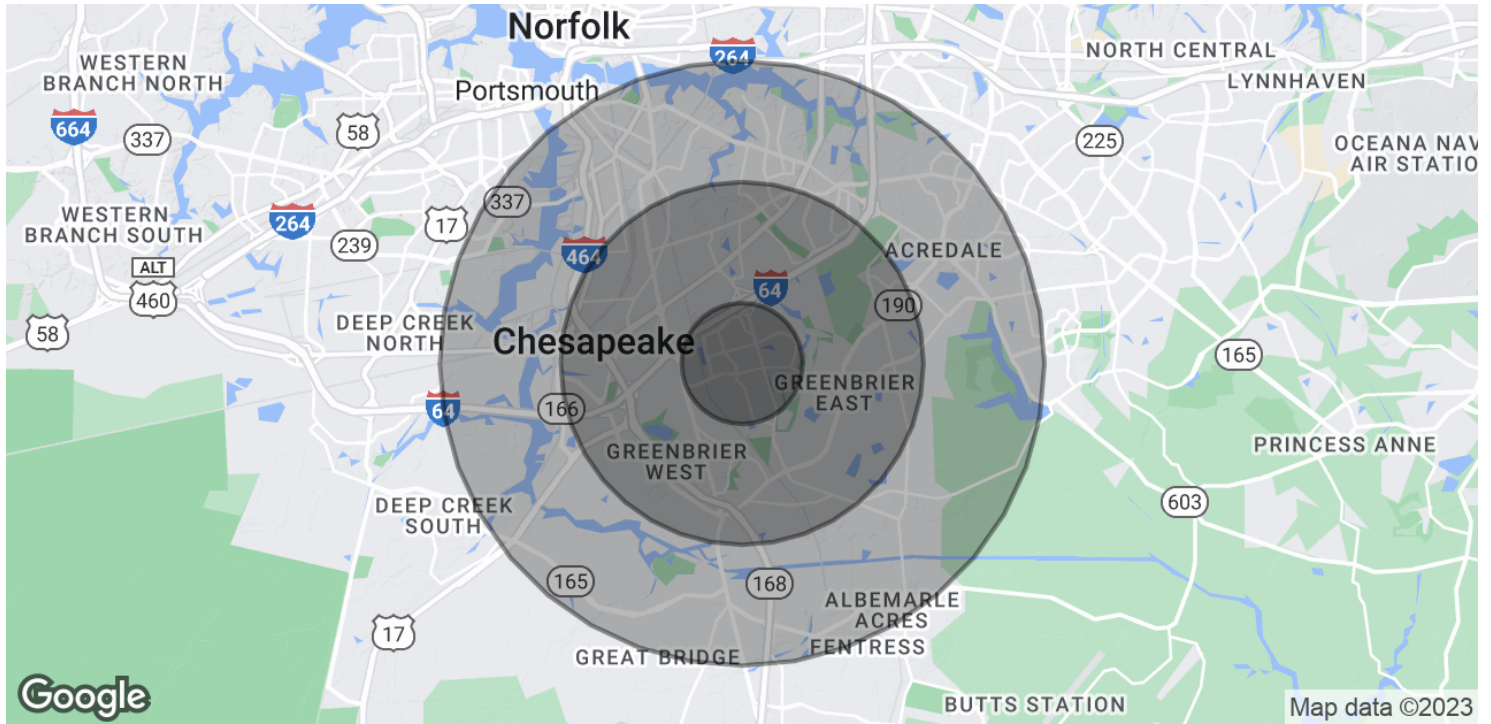 Norfolk
264
NORTH CENTRAL
WESTERN
BRANCH NORTH
LYNNHAVEN
Portsmouth
664
337
58
225
OCEANA NAV
AIR STATIO
337
WESTERN
BRANCH SOUTH
264
17
239
464
ACREDALE
ALT
460
64
190
58
DEEP CREEK
NORTH
Chesapeake
165
GREENBRIER
EAST
64
166
PRINCESS ANNE
GREENBRIER
WEST
603
DEEP CREEK
SOUTH
165
168
ALBEMARLE
ACRES
17
FENTRESS
GREAT BRIDGE
Google
BUTTS STATION
Map data ©2023